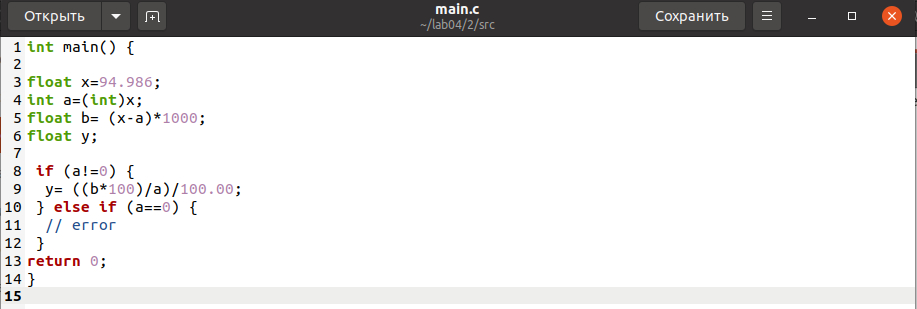 Открыть main.c Сохранить
~/lab04/2/src
1 int main() {
2
3 float x=94.986;
4 int a=(int)x;
5 float b= (x-a)*1000;
6 float y;
7
8  if (a!=0) {
9   y= ((b*100)/a)/100.00;
10  } else if (a==0) {
11   // error
12  }
13 return 0;
14 }
15